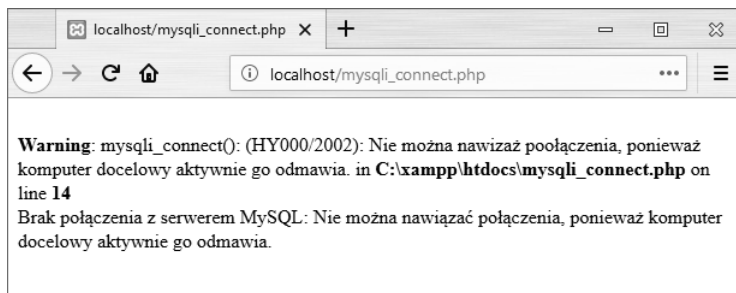 localhost/mysqli_connect.php
localhost/mysqli_connect.php
Warning: mysqli_connect(): (HY000/2002): Nie można nawizaż poołączenia, ponieważ
komputer docelowy aktywnie go odmawia. in C:\xampp\htdocs\mysqli_connect.php on
line 14
Brak połączenia z serwerem MySQL: Nie można nawiązać połączenia, ponieważ komputer
docelowy aktywnie go odmawia.